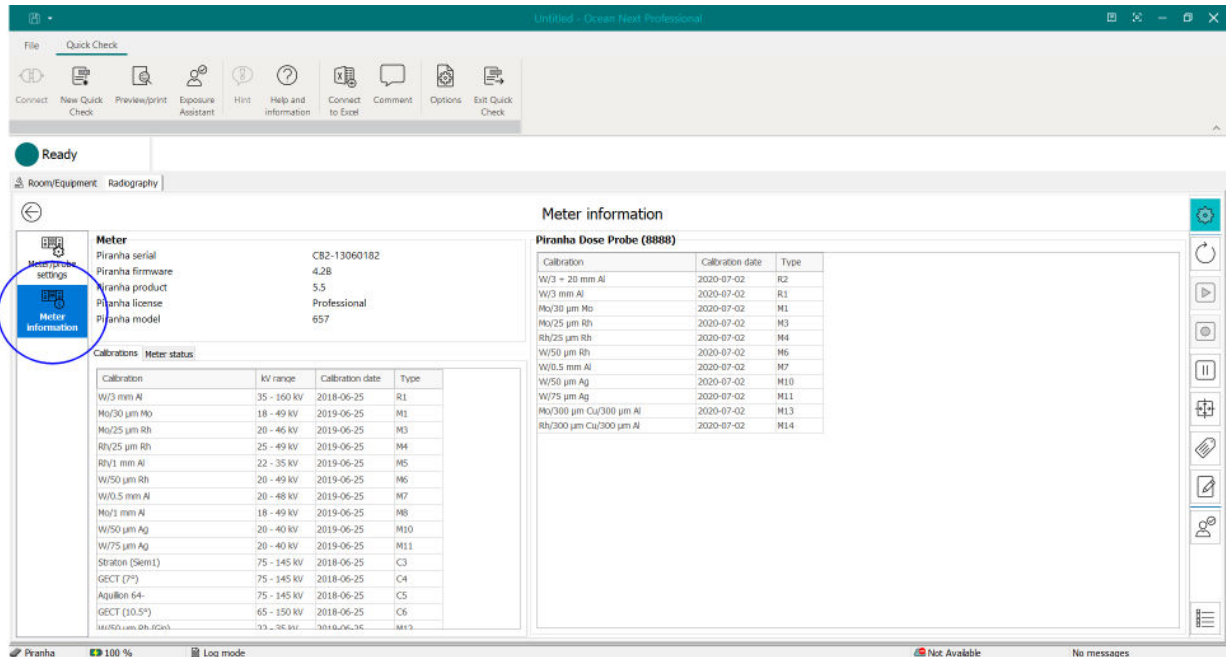 Untitled - Ocean Next Professional
File Quick Check
Connect New Quick Check Preview/print Exposure Assistant Hint Help and information Connect to Excel Comment Options Exit Quick Check
Ready
Room/Equipment Radiography
Meter information
Meter/probe settings
Meter information
Meter
Piranha serial CB2-13060182
Piranha firmware 4.2B
Piranha product 5.5
Piranha license Professional
Piranha model 657
Calibrations Meter status
Calibration kV range Calibration date Type
W/3 mm Al 35 - 160 kV 2018-06-25 R1
Mo/30 µm Mo 18 - 49 kV 2019-06-25 M1
Mo/25 µm Rh 20 - 46 kV 2019-06-25 M3
Rh/25 µm Rh 25 - 49 kV 2019-06-25 M4
Rh/1 mm Al 22 - 35 kV 2019-06-25 M5
W/50 µm Rh 20 - 49 kV 2019-06-25 M6
W/0.5 mm Al 20 - 48 kV 2019-06-25 M7
Mo/1 mm Al 18 - 49 kV 2019-06-25 M8
W/50 µm Ag 20 - 40 kV 2019-06-25 M10
W/75 µm Ag 20 - 40 kV 2019-06-25 M11
Straton (Siem1) 75 - 145 kV 2018-06-25 C3
GECT (7°) 75 - 145 kV 2018-06-25 C4
Aquilion 64- 75 - 145 kV 2018-06-25 C5
GECT (10.5°) 65 - 150 kV 2018-06-25 C6
W/50 µm Rh (Gio) 22 - 35 kV 2019-06-25 M12
Piranha Dose Probe (8888)
Calibration Calibration date Type
W/3 + 20 mm Al 2020-07-02 R2
W/3 mm Al 2020-07-02 R1
Mo/30 µm Mo 2020-07-02 M1
Mo/25 µm Rh 2020-07-02 M3
Rh/25 µm Rh 2020-07-02 M4
W/50 µm Rh 2020-07-02 M6
W/0.5 mm Al 2020-07-02 M7
W/50 µm Ag 2020-07-02 M10
W/75 µm Ag 2020-07-02 M11
Mo/300 µm Cu/300 µm Al 2020-07-02 M13
Rh/300 µm Cu/300 µm Al 2020-07-02 M14
Piranha 100 % Log mode Not Available No messages